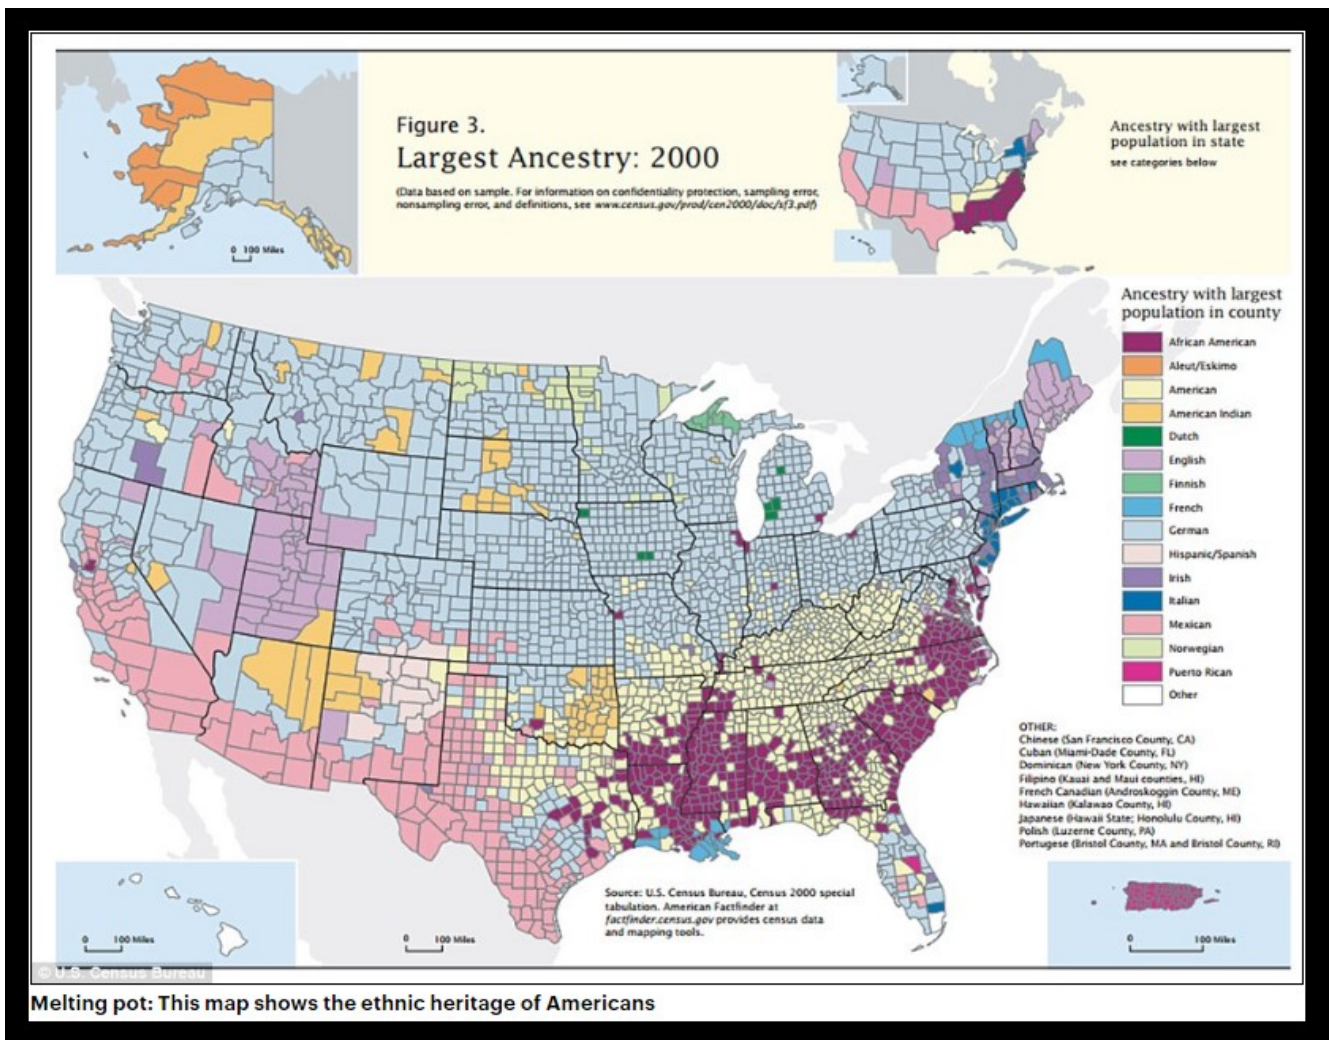 Figure 3.
Largest Ancestry: 2000
(Data based on sample. For information on confidentiality protection, sampling error,
nonsampling error, and definitions, see www.census.gov/prod/cen2000/doc/sf3.pdf)
Ancestry with largest
population in state
see categories below
0 100 Miles
Ancestry with largest
population in county
African American
Aleut/Eskimo
American
American Indian
Dutch
English
Finnish
French
German
Hispanic/Spanish
Irish
Italian
Mexican
Norwegian
Puerto Rican
Other
OTHER:
Chinese (San Francisco County, CA)
Cuban (Miami-Dade County, FL)
Dominican (New York County, NY)
Filipino (Kauai and Maui counties, HI)
French Canadian (Androskoggin County, ME)
Hawaiian (Kalawao County, HI)
Japanese (Hawaii State; Honolulu County, HI)
Polish (Luzerne County, PA)
Portugese (Bristol County, MA and Bristol County, RI)
Source: U.S. Census Bureau, Census 2000 special
tabulation. American Factfinder at
factfinder.census.gov provides census data
and mapping tools.
0 100 Miles
0 100 Miles
0 100 Miles
© U.S. Census Bureau
Melting pot: This map shows the ethnic heritage of Americans